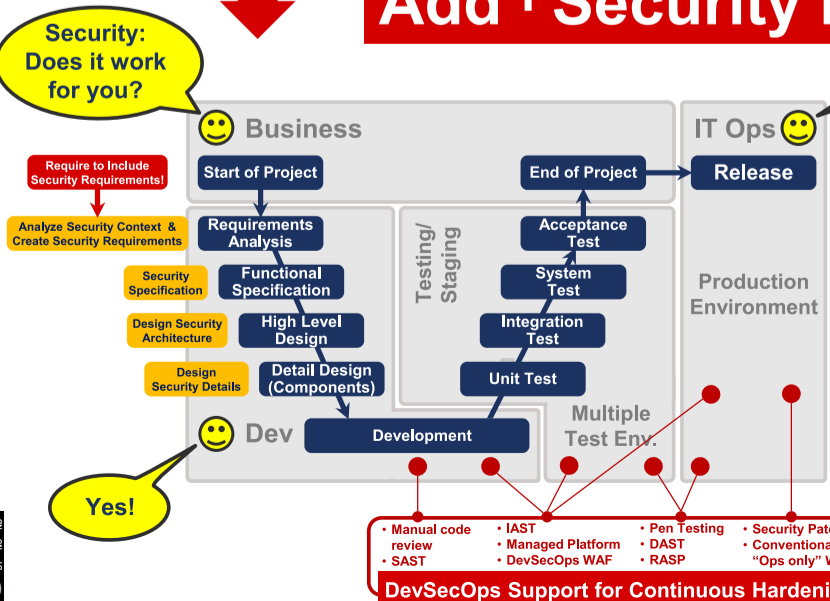 Add
Security
Security:
Does it work
for you?
Business
IT Ops
Require to Include
Security Requirements!
Start of Project
End of Project
Release
Analyze Security Context &
Create Security Requirements
Requirements
Analysis
Testing/
Staging
Acceptance
Test
Security
Specification
Functional
Specification
System
Test
Production
Environment
Design Security
Architecture
High Level
Design
Integration
Test
Design
Security Details
Detail Design
(Components)
Unit Test
Multiple
Test Env.
Dev
Development
Yes!
• Manual code
review
• SAST
• IAST
• Managed Platform
• DevSecOps WAF
• Pen Testing
• DAST
• RASP
• Security
•
"Ops only"
DevSecOps Support for Continuous